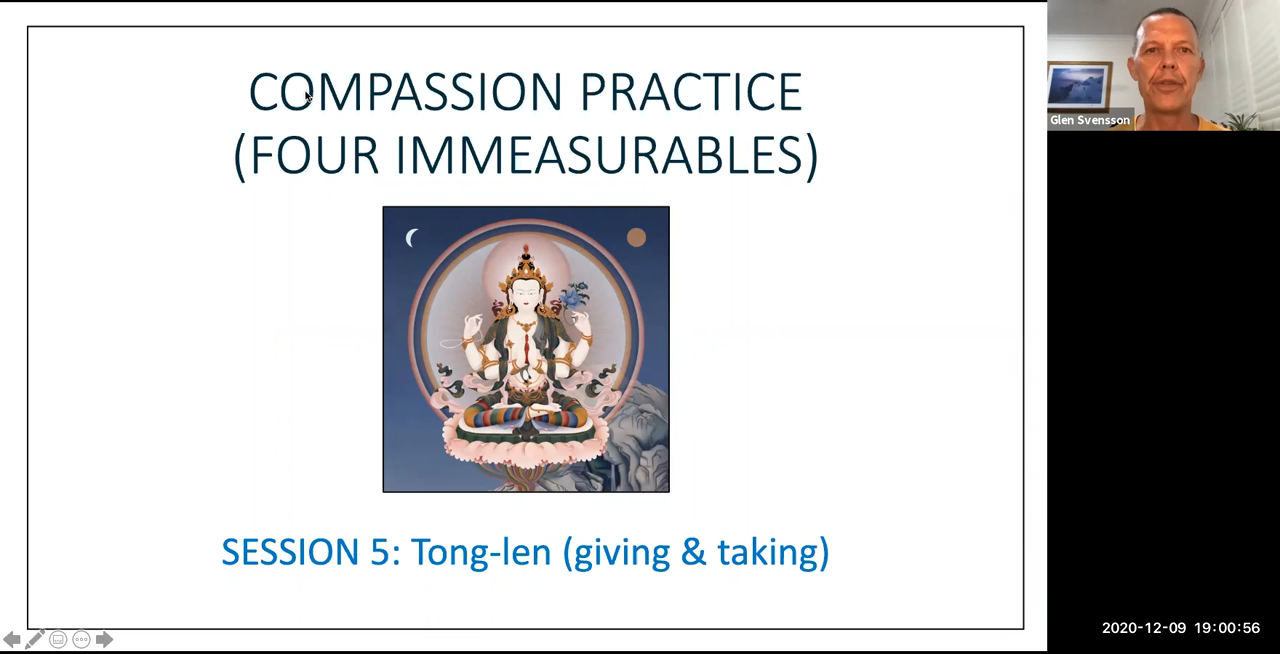 COMPASSION PRACTICE
(FOUR IMMEASURABLES)
SESSION 5: Tong-len (giving & taking)
Glen Svensson
2020-12-09 19:00:56